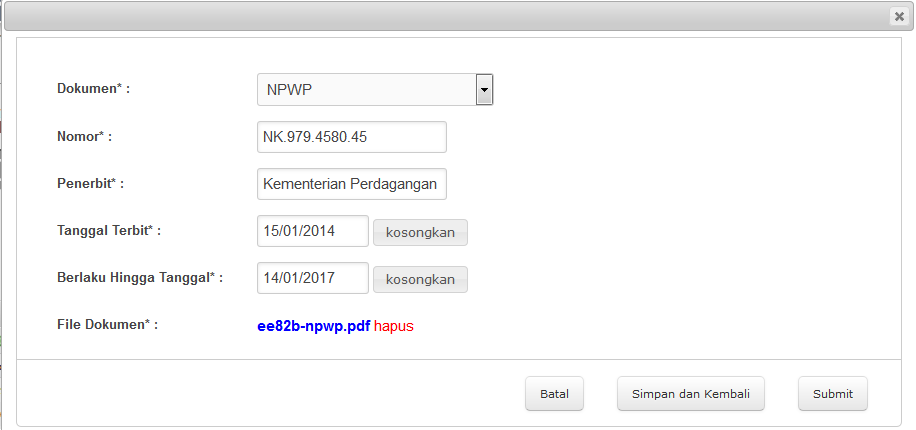 Dokumen* : NPWP
Nomor* : NK.979.4580.45
Penerbit* : Kementerian Perdagangan
Tanggal Terbit* : 15/01/2014 kosongkan
Berlaku Hingga Tanggal* : 14/01/2017 kosongkan
File Dokumen* : ee82b-npwp.pdf hapus
Batal Simpan dan Kembali Submit